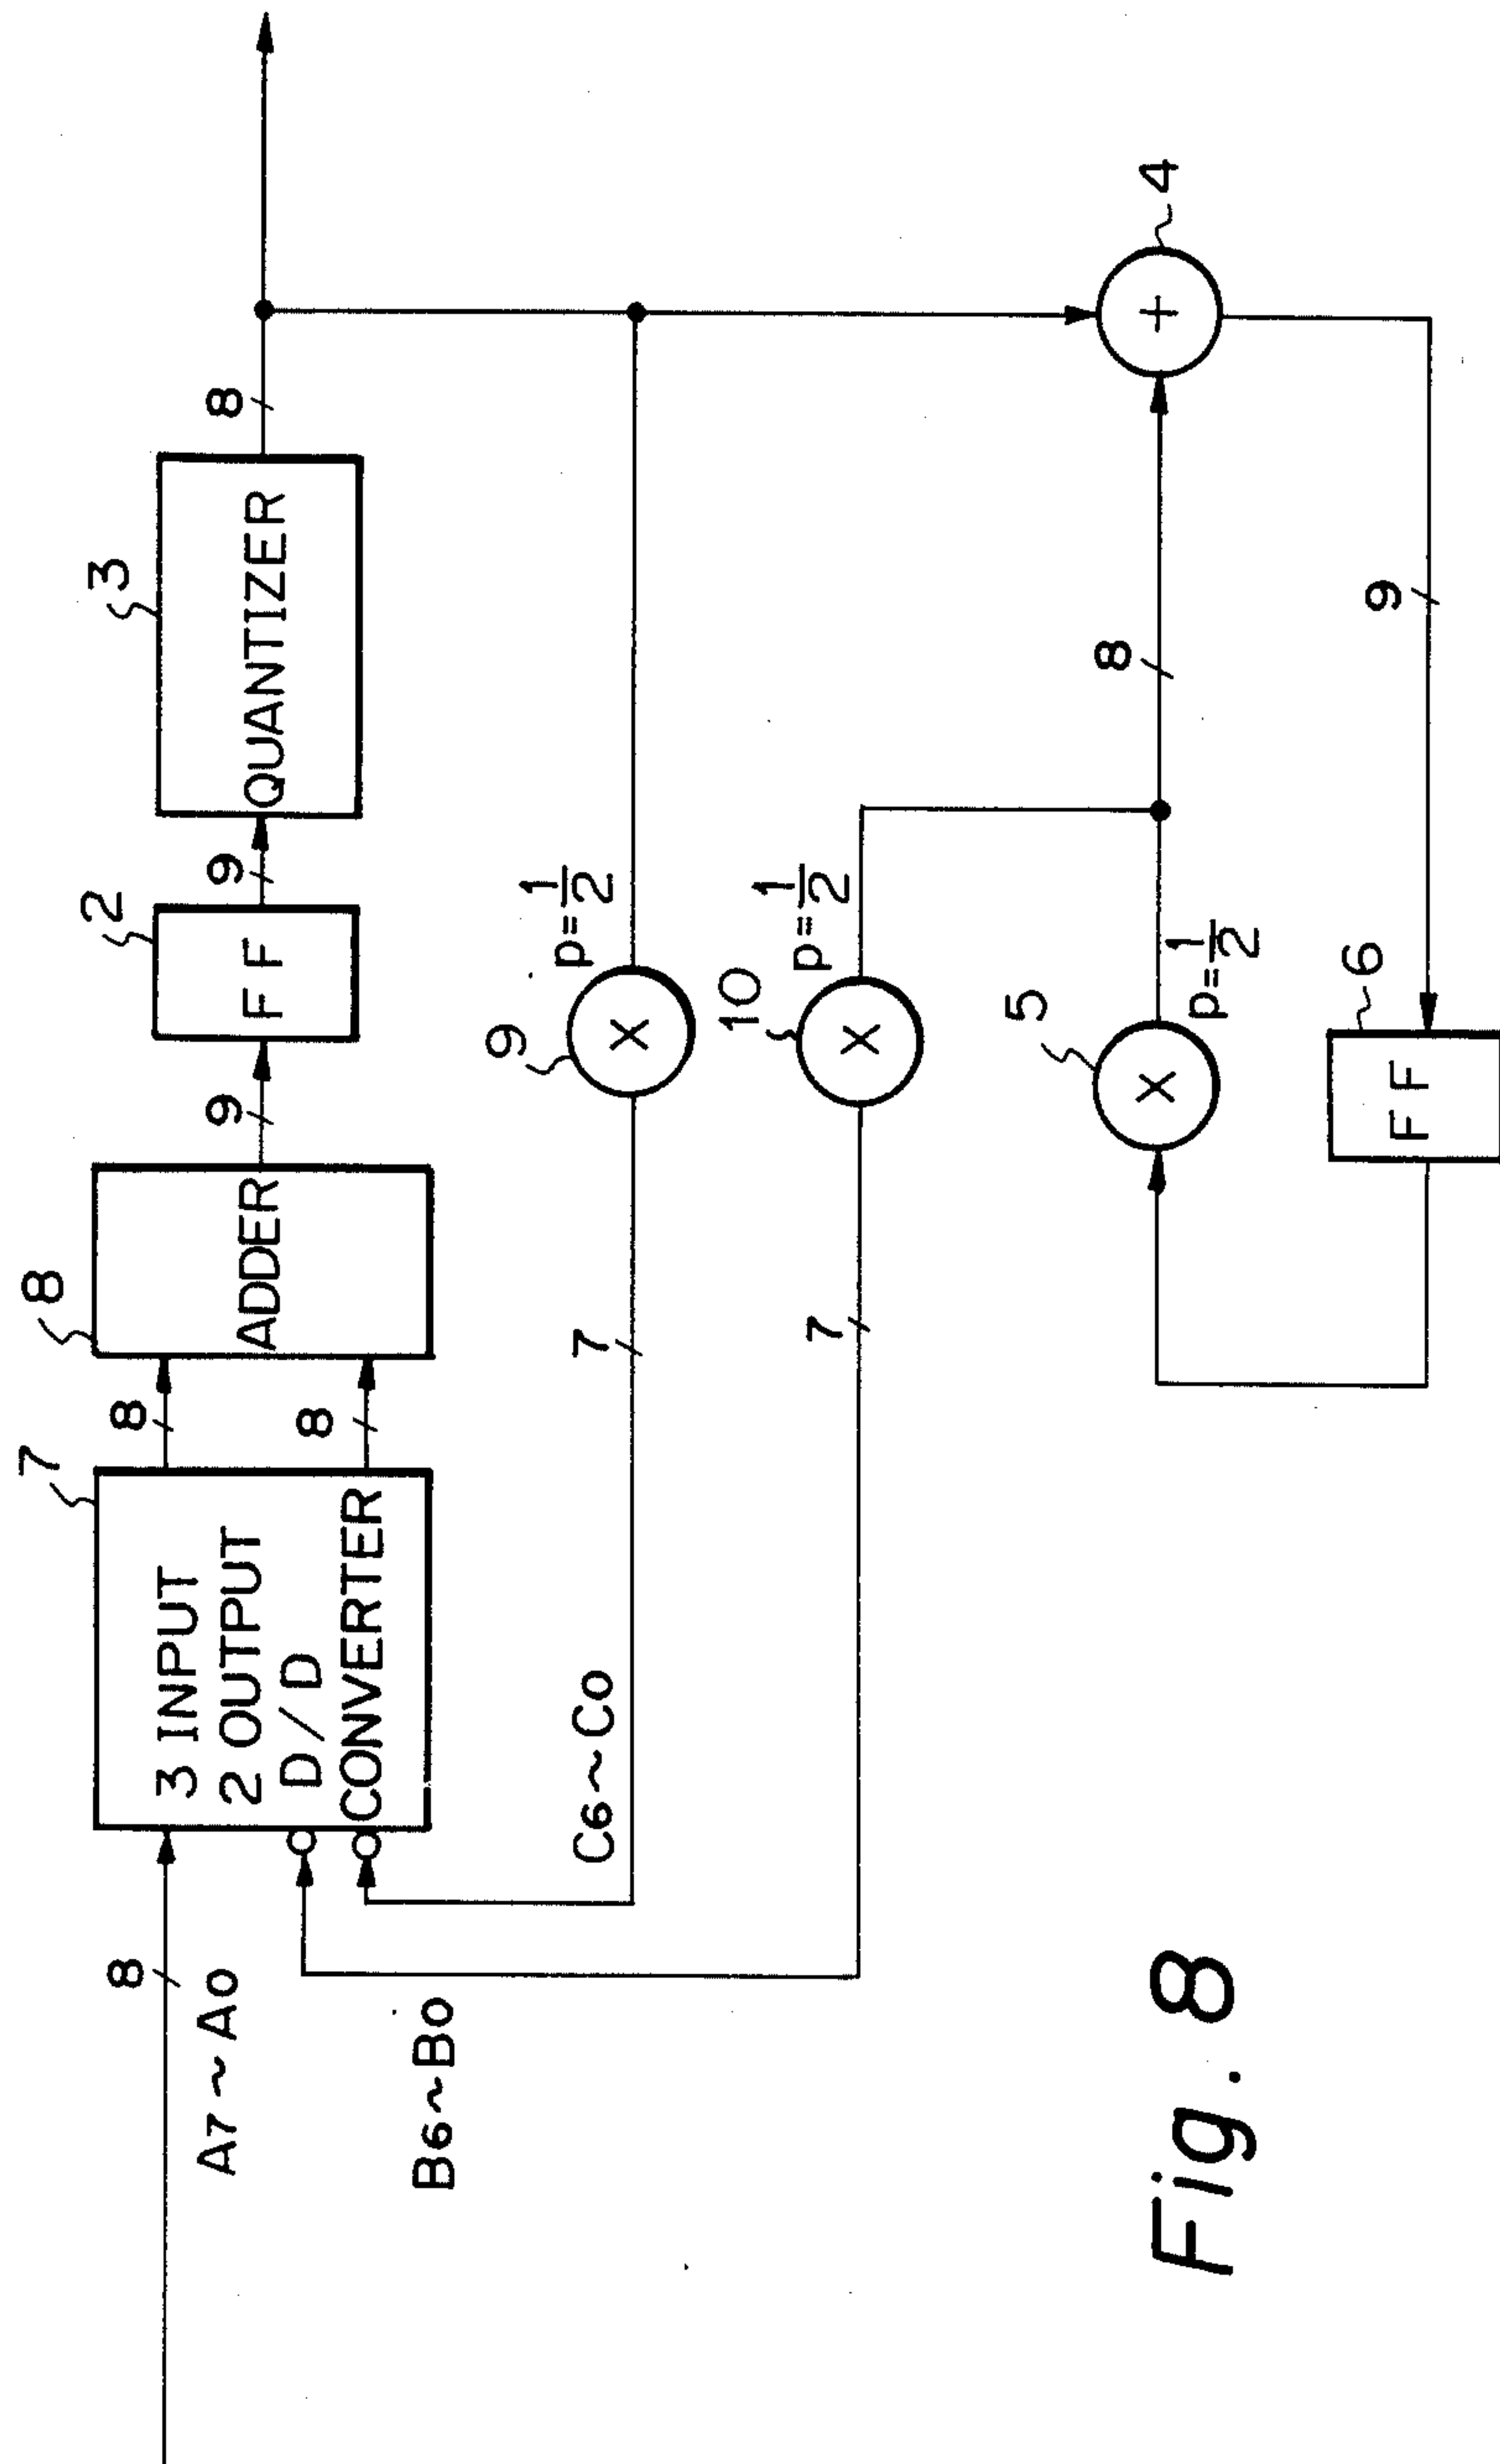 8
A7~A0
B6~B0
7
3 INPUT
2 OUTPUT
D/D
CONVERTER
8
8
8
ADDER
9
2
F F
9
3
QUANTIZER
8
C6~C0
7
9
X
p=1/2
7
10
X
p=1/2
5
X
p=1/2
8
4
+
9
6
F F
Fig. 8